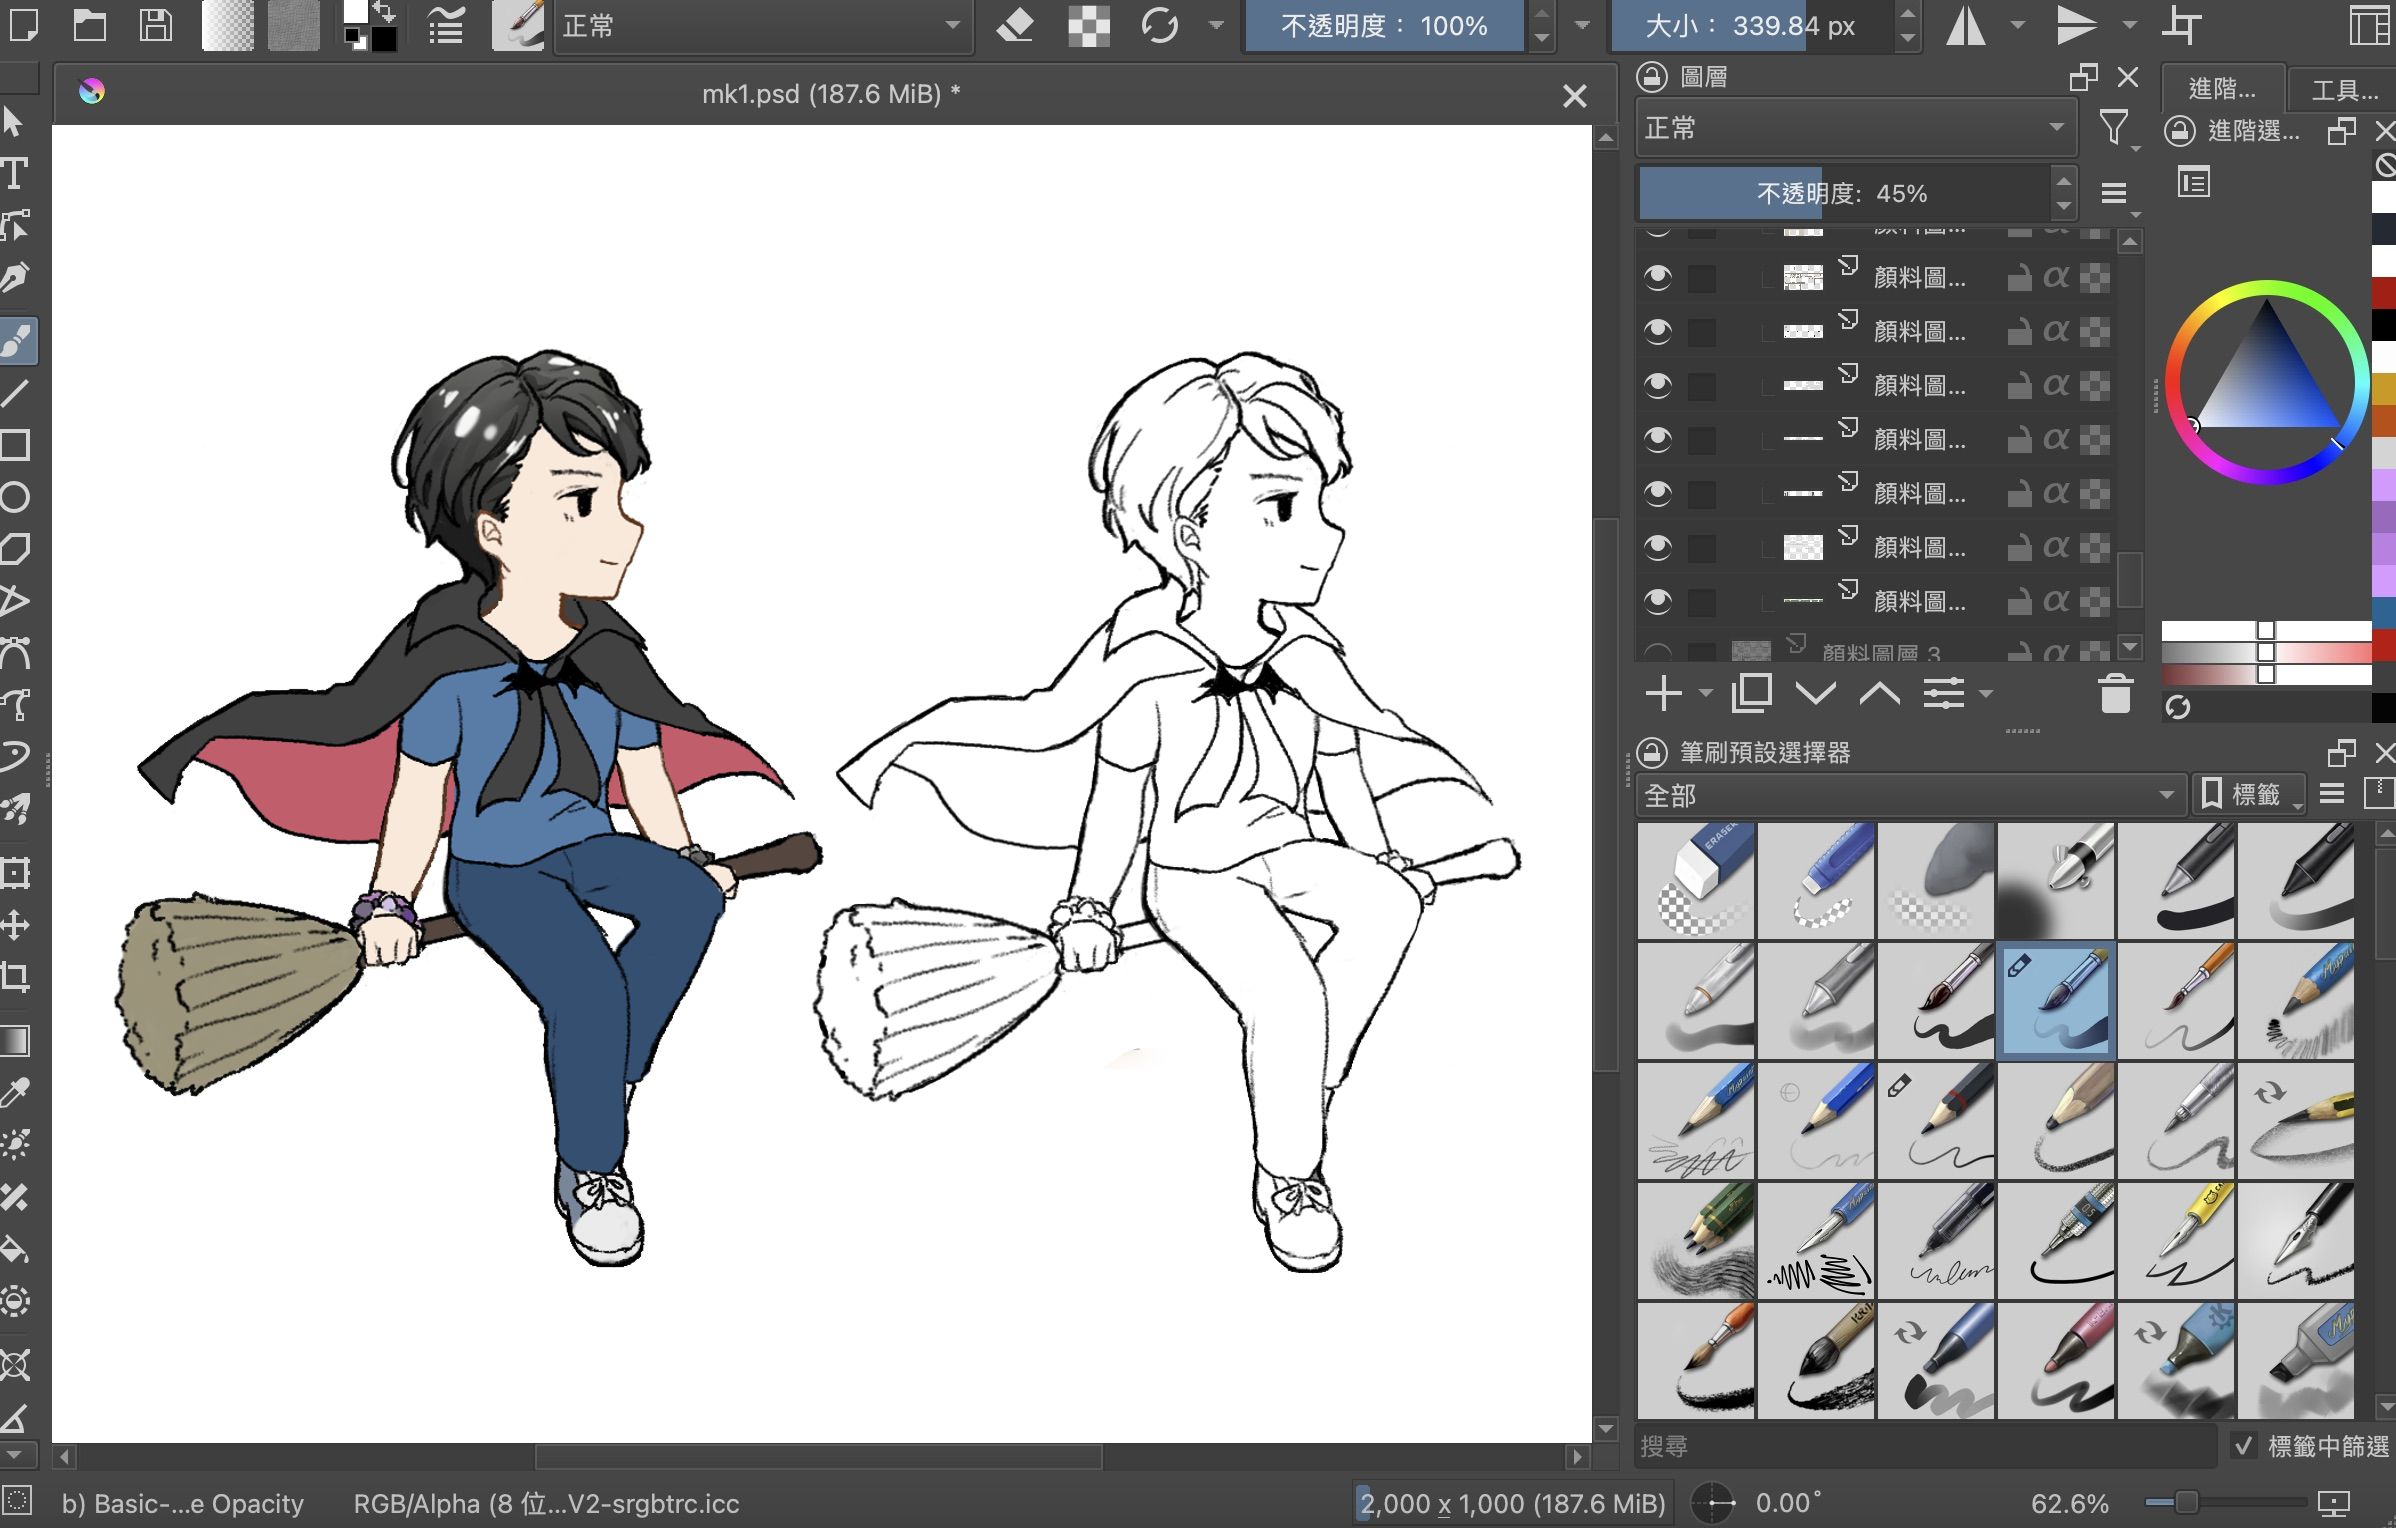 正常
不透明度： 100%
大小： 339.84 px
mk1.psd (187.6 MiB) *
圖層
正常
不透明度: 45%
顏料圖...
顏料圖...
顏料圖...
顏料圖...
顏料圖...
顏料圖...
顏料圖...
顏料圖層 3
進階...
工具...
進階選...
筆刷預設選擇器
全部
標籤
ERASER
搜尋
標籤中篩選
b) Basic-...e Opacity
RGB/Alpha (8 位...V2-srgbtrc.icc
2,000 x 1,000 (187.6 MiB)
0.00°
62.6%